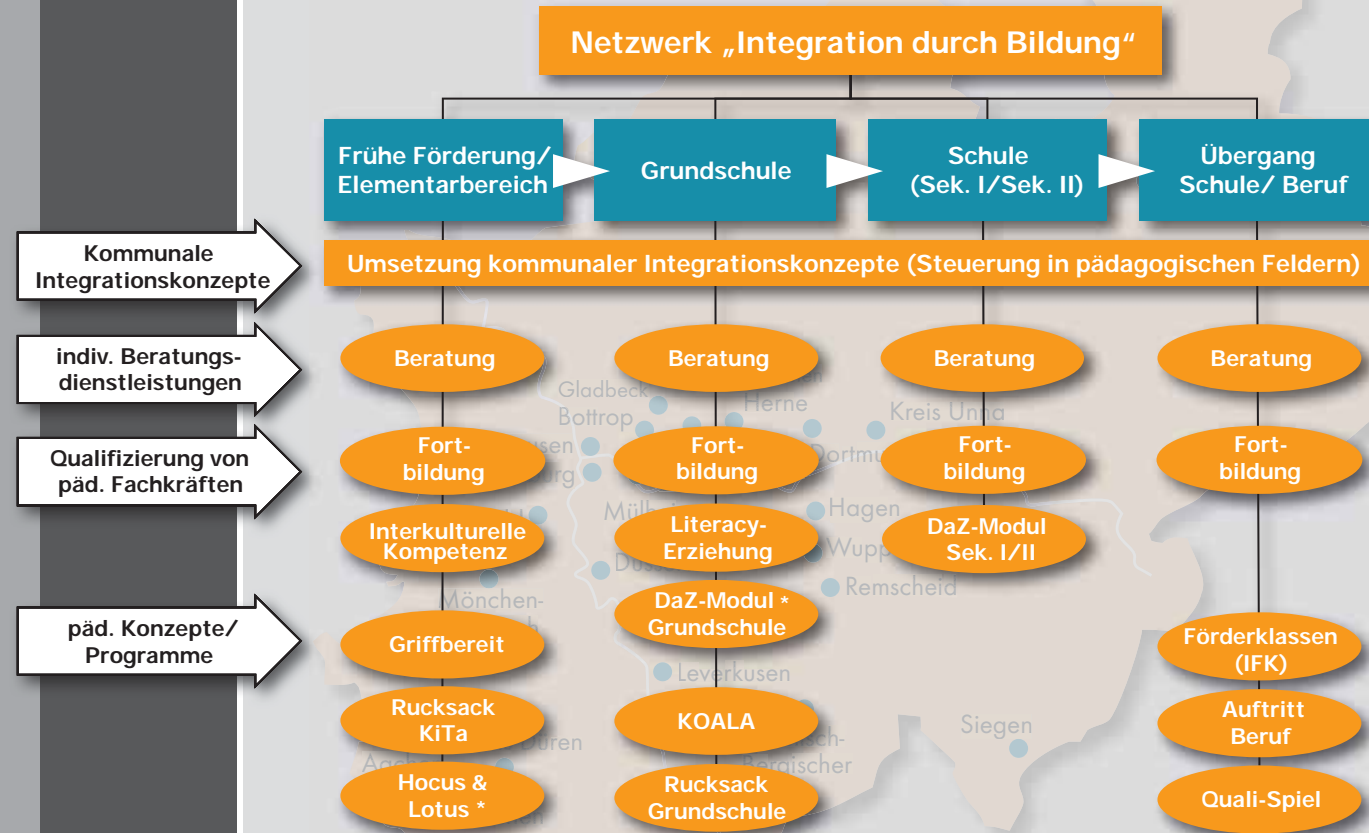 Netzwerk „Integration durch Bildung“
Frühe Förderung/
Elementarbereich
Grundschule
Schule
(Sek. I/Sek. II)
Übergang
Schule/ Beruf
Kommunale
Integrationskonzepte
Umsetzung kommunaler Integrationskonzepte (Steuerung in pädagogischen Feldern)
indiv. Beratungs-
dienstleistungen
Beratung
Beratung
Beratung
Beratung
Gladbeck
Bottrop
Herne
Kreis Unna
Qualifizierung von
päd. Fachkräften
Fort-
bildung
Fort-
bildung
Fort-
bildung
Fort-
bildung
Hagen
Interkulturelle
Kompetenz
Literacy-
Erziehung
DaZ-Modul
Sek. I/II
Remscheid
Mönchen-
DaZ-Modul *
Grundschule
päd. Konzepte/
Programme
Griffbereit
Förderklassen
(IFK)
Leverkusen
Rucksack
KiTa
KOALA
Auftritt
Beruf
Siegen
Düren
Bergischer
Hocus &
Lotus *
Rucksack
Grundschule
Quali-Spiel